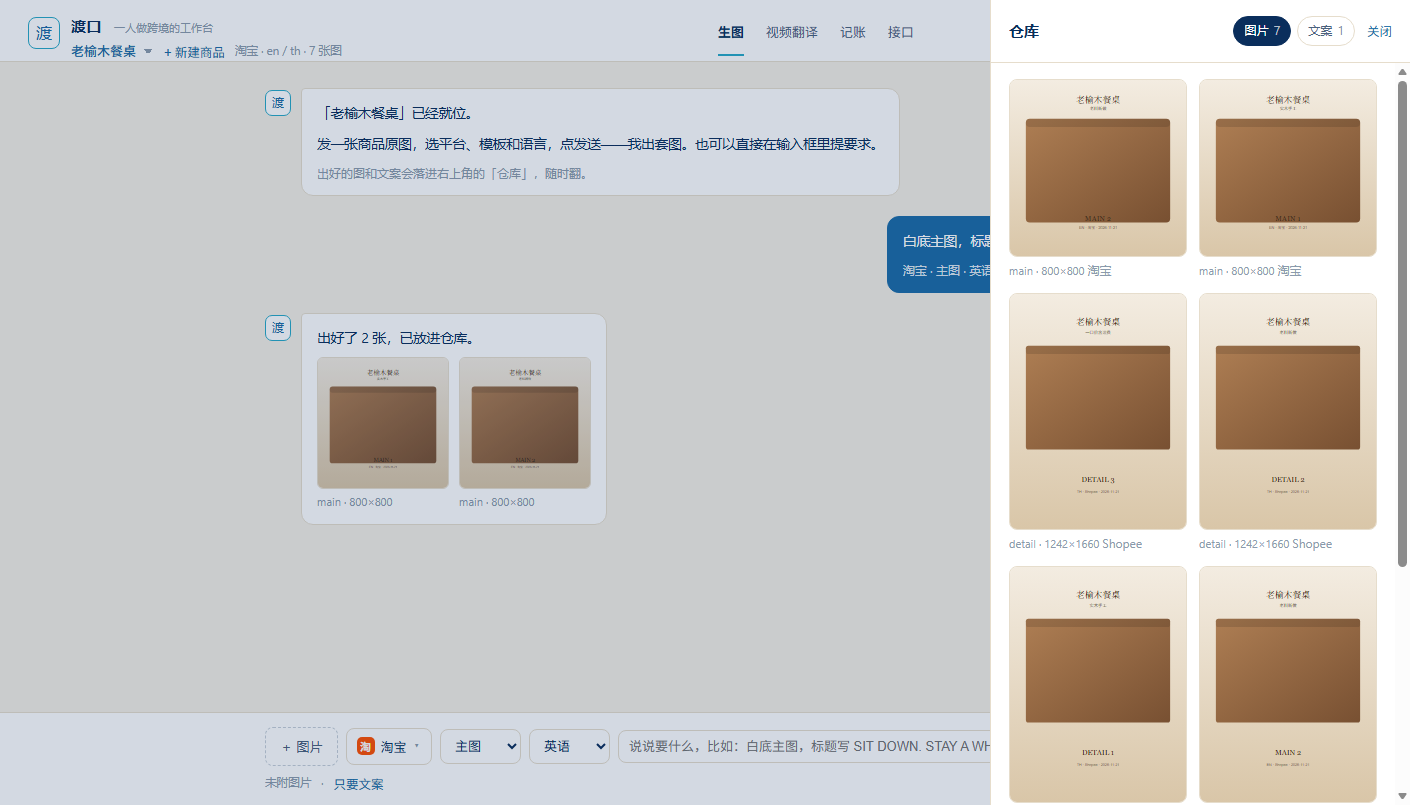 渡
渡口
一人做跨境的工作台
老榆木餐桌
+ 新建商品
淘宝 · en / th · 7 张图
生图
视频翻译
记账
接口
仓库
图片 7
文案 1
关闭
渡
「老榆木餐桌」已经就位。
发一张商品原图，选平台、模板和语言，点发送——我出套图。也可以直接在输入框里提要求。
出好的图和文案会落进右上角的「仓库」，随时翻。
白底主图，标题
淘宝 · 主图 · 英语
渡
出好了 2 张，已放进仓库。
老榆木餐桌
MAIN 1
main · 800×800
老榆木餐桌
MAIN 2
main · 800×800
+ 图片
淘
淘宝
主图
英语
说说要什么，比如：白底主图，标题写 SIT DOWN. STAY A WH
未附图片 · 只要文案
老榆木餐桌
MAIN 2
main · 800×800 淘宝
老榆木餐桌
MAIN 1
main · 800×800 淘宝
老榆木餐桌
DETAIL 3
detail · 1242×1660 Shopee
老榆木餐桌
DETAIL 2
detail · 1242×1660 Shopee
老榆木餐桌
DETAIL 1
老榆木餐桌
MAIN 2